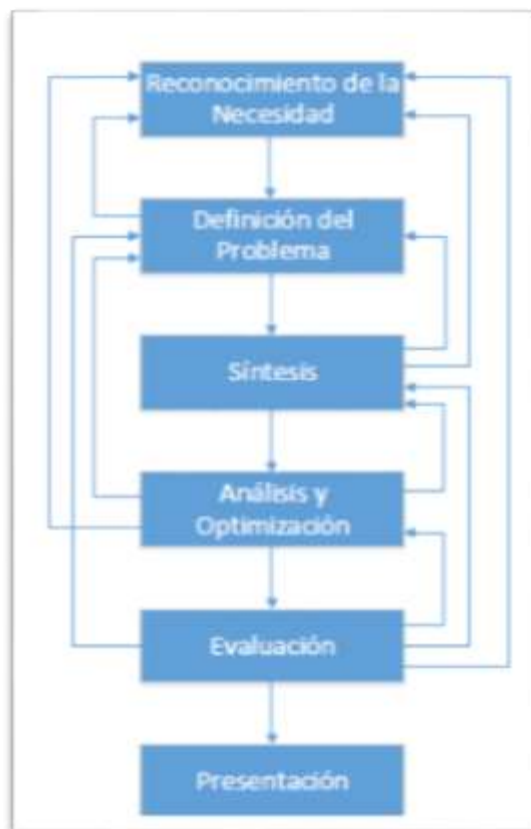 Reconocimiento de la
Necesidad
Definición del
Problema
Síntesis
Análisis y
Optimización
Evaluación
Presentación